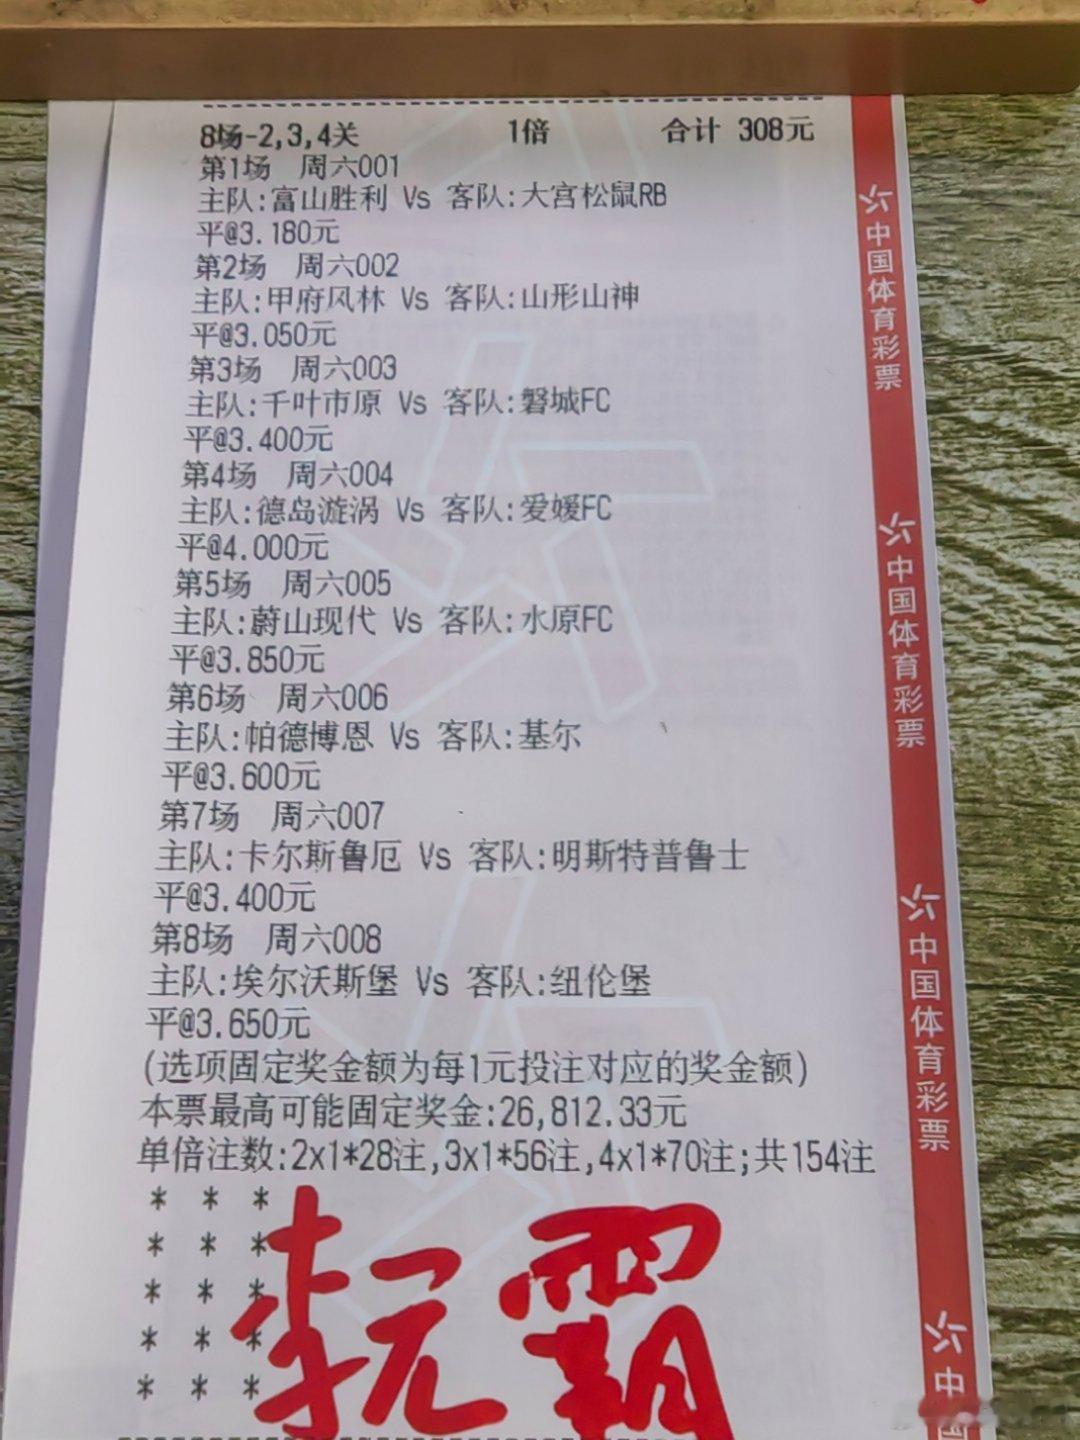 8场-2,3,4关 1倍 合计 308元
第1场 周六001
主队:富山胜利 Vs 客队:大宫松鼠RB
平@3.180元
第2场 周六002
主队:甲府风林 Vs 客队:山形山神
平@3.050元
第3场 周六003
主队:千叶市原 Vs 客队:磐城FC
平@3.400元
第4场 周六004
主队:德岛漩涡 Vs 客队:爱媛FC
平@4.000元
第5场 周六005
主队:蔚山现代 Vs 客队:水原FC
平@3.850元
第6场 周六006
主队:帕德博恩 Vs 客队:基尔
平@3.600元
第7场 周六007
主队:卡尔斯鲁厄 Vs 客队:明斯特普鲁士
平@3.400元
第8场 周六008
主队:埃尔沃斯堡 Vs 客队:纽伦堡
平@3.650元
(选项固定奖金额为每1元投注对应的奖金额)
本票最高可能固定奖金:26,812.33元
单倍注数:2x1*28注,3x1*56注,4x1*70注;共154注
* * *
* * *
* * *
* * *
* * *
中国体育彩票
中国体育彩票
中国体育彩票
中国